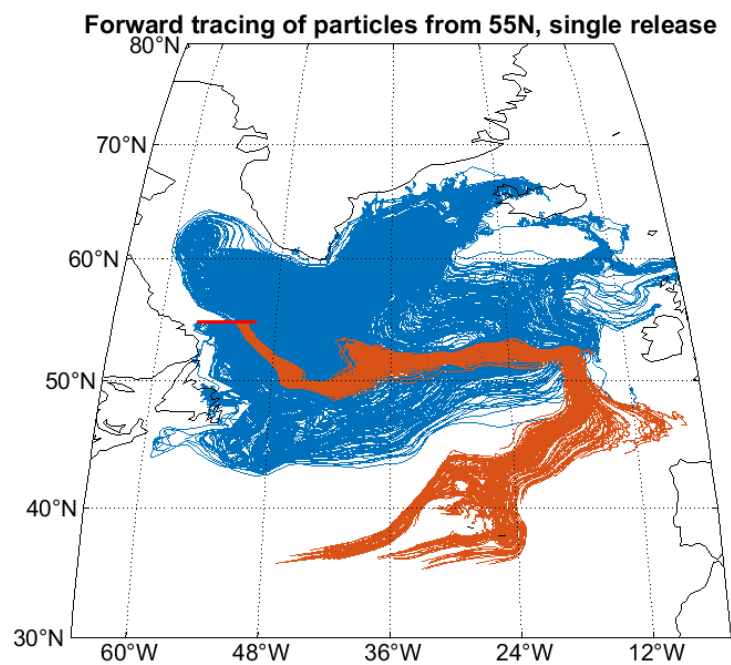 Forward tracing of particles from 55N, single release
80°N
70°N
60°N
50°N
40°N
30°N
60°W 48°W 36°W 24°W 12°W